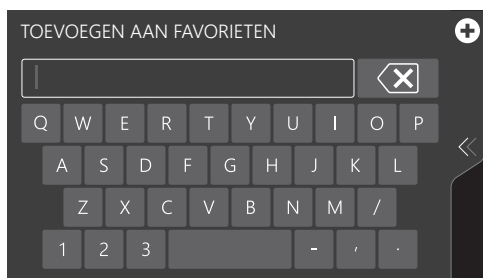 TOEVOEGEN AAN FAVORIETEN
Q W E R T Y U I O P
A S D F G H J K L
Z X C V B N M /
1 2 3 - , .